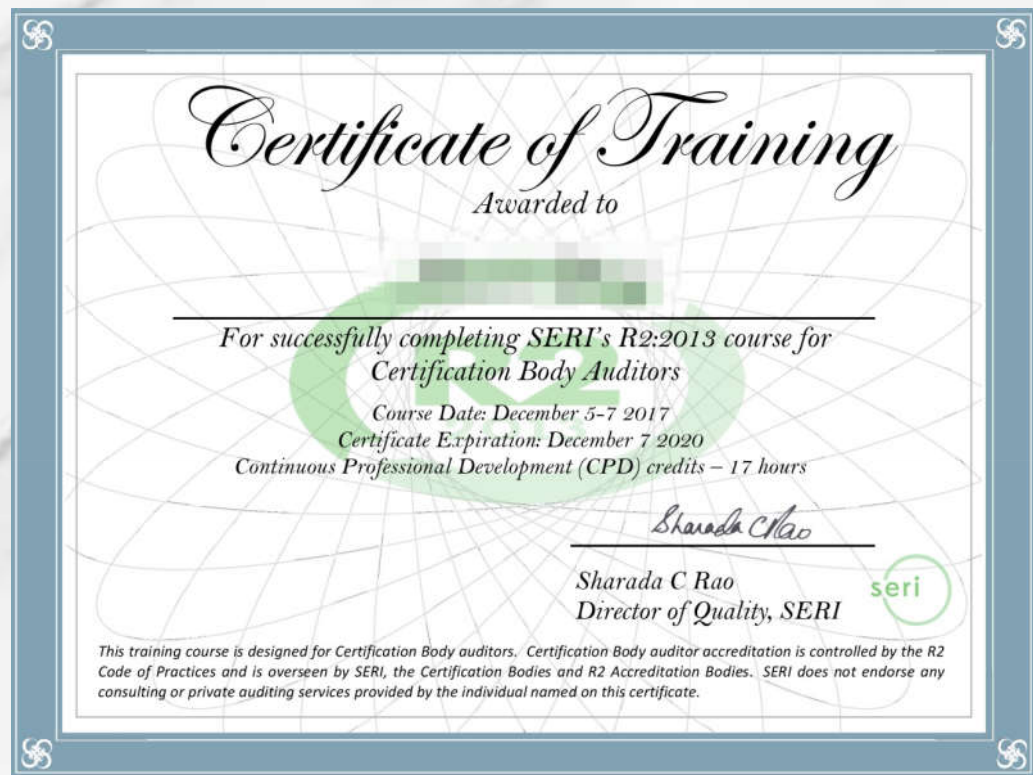 Certificate of Training
Awarded to
For successfully completing SERI's R2:2013 course for
Certification Body Auditors
Course Date: December 5-7 2017
Certificate Expiration: December 7 2020
Continuous Professional Development (CPD) credits – 17 hours
R2
2013
Sharada C Rao
Sharada C Rao
Director of Quality, SERI
seri
This training course is designed for Certification Body auditors. Certification Body auditor accreditation is controlled by the R2
Code of Practices and is overseen by SERI, the Certification Bodies and R2 Accreditation Bodies. SERI does not endorse any
consulting or private auditing services provided by the individual named on this certificate.